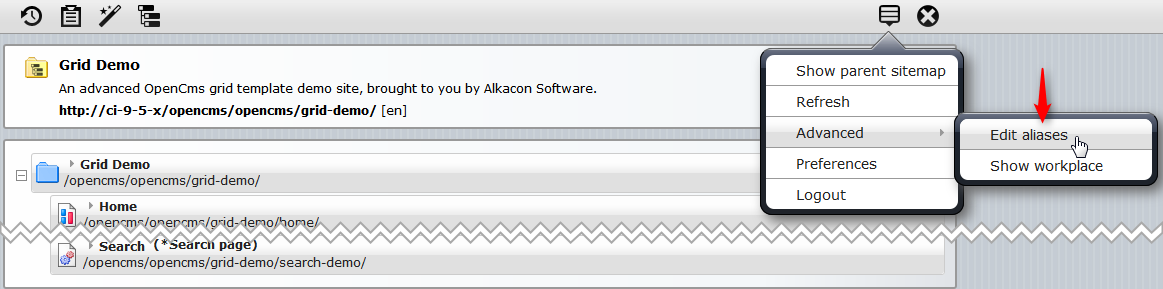 Grid Demo
An advanced OpenCms grid template demo site, brought to you by Alkacon Software.
http://ci-9-5-x/opencms/opencms/grid-demo/ [en]
Show parent sitemap
Refresh
Advanced
Preferences
Logout
Edit aliases
Show workplace
Grid Demo
/opencms/opencms/grid-demo/
Home
/opencms/opencms/grid-demo/home/
Search (*Search page)
/opencms/opencms/grid-demo/search-demo/